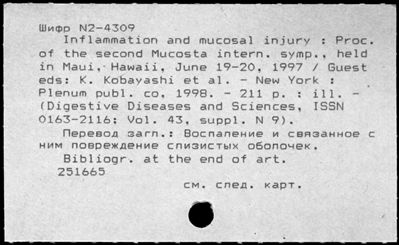 Шифр N2-4309
Inflammation and mucosal injury : Proc.
of the second Mucosta intern. symp., held
in Maui, Hawaii, June 19-20, 1997 / Guest
eds: K. Kobayashi et al. - New York :
Plenum publ. co, 1998. - 211 p. : ill. -
(Digestive Diseases and Sciences, ISSN
0163-2116; Vol. 43, suppl. N 9).
Перевод загл.: Воспаление и связанное с
ним повреждение слизистых оболочек.
Bibliogr. at the end of art.
251665
см. след. карт.